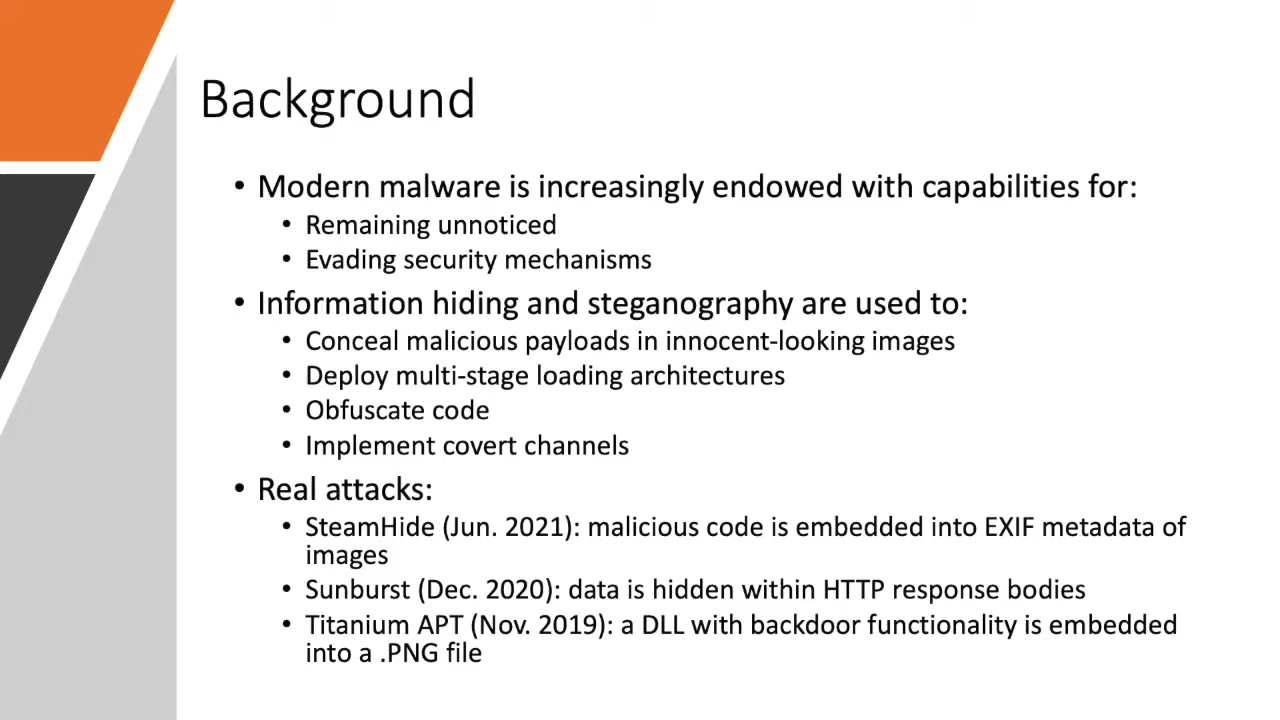 Background
• Modern malware is increasingly endowed with capabilities for:
• Remaining unnoticed
• Evading security mechanisms
• Information hiding and steganography are used to:
• Conceal malicious payloads in innocent-looking images
• Deploy multi-stage loading architectures
• Obfuscate code
• Implement covert channels
• Real attacks:
• SteamHide (Jun. 2021): malicious code is embedded into EXIF metadata of
images
• Sunburst (Dec. 2020): data is hidden within HTTP response bodies
• Titanium APT (Nov. 2019): a DLL with backdoor functionality is embedded
into a .PNG file